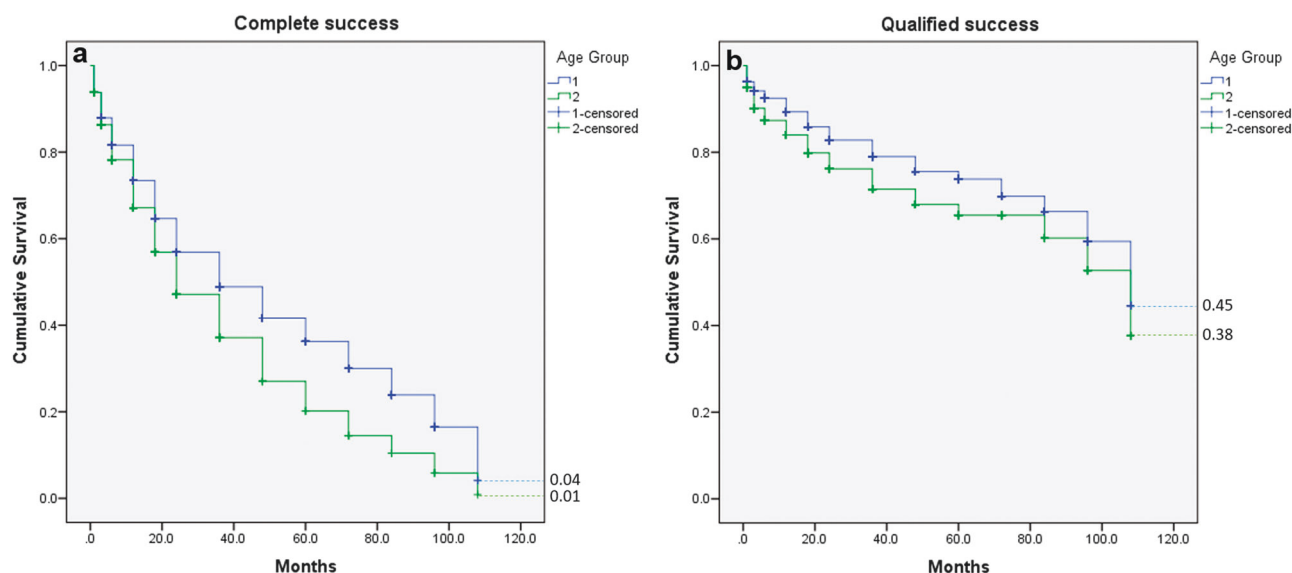 Complete success
a
Age Group
1
2
1-censored
2-censored
Cumulative Survival
1.0
0.8
0.6
0.4
0.2
0.0
0.04
0.01
.0 20.0 40.0 60.0 80.0 100.0 120.0
Months
Qualified success
b
Age Group
1
2
1-censored
2-censored
Cumulative Survival
1.0
0.8
0.6
0.4
0.2
0.0
0.45
0.38
.0 20.0 40.0 60.0 80.0 100.0 120.0
Months